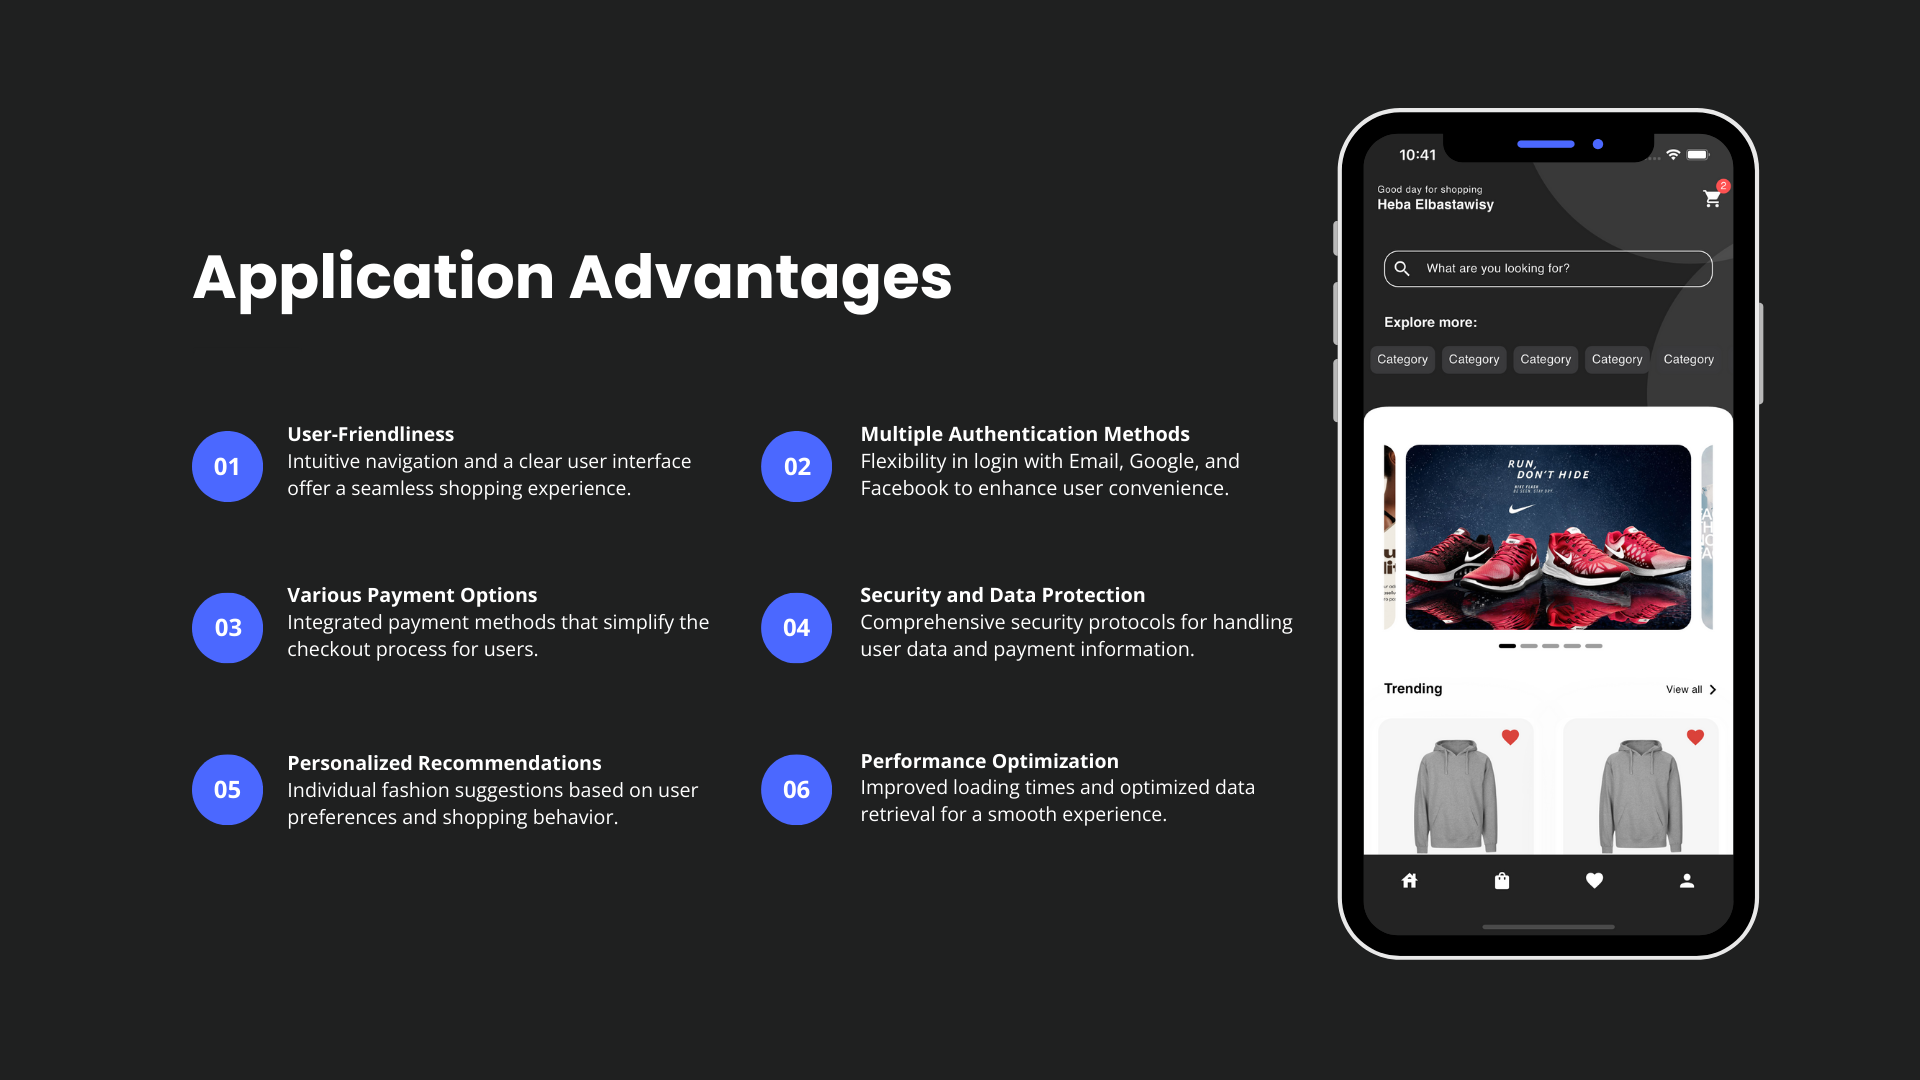 Application Advantages
01
User-Friendliness
Intuitive navigation and a clear user interface
offer a seamless shopping experience.
02
Multiple Authentication Methods
Flexibility in login with Email, Google, and
Facebook to enhance user convenience.
03
Various Payment Options
Integrated payment methods that simplify the
checkout process for users.
04
Security and Data Protection
Comprehensive security protocols for handling
user data and payment information.
05
Personalized Recommendations
Individual fashion suggestions based on user
preferences and shopping behavior.
06
Performance Optimization
Improved loading times and optimized data
retrieval for a smooth experience.
10:41
Good day for shopping
Heba Elbastawisy
2
What are you looking for?
Explore more:
Category Category Category Category Category
RUN,
DON'T HIDE
Trending
View all